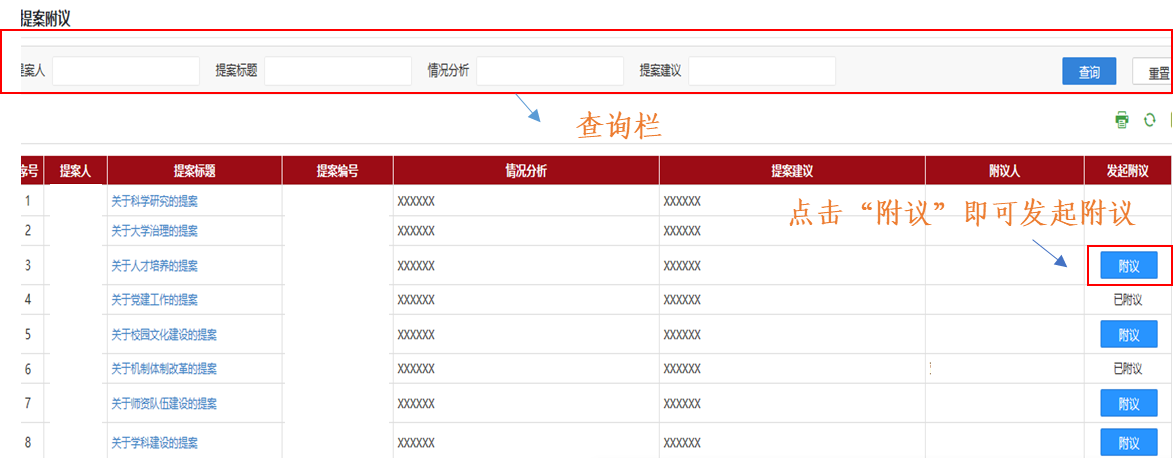 提案附议
提案人 提案标题 情况分析 提案建议 查询 重置
查询栏
序号 提案人 提案标题 提案编号 情况分析 提案建议 附议人 发起附议
1 关于科学研究的提案 XXXXXX XXXXXX
点击“附议”即可发起附议
2 关于大学治理的提案 XXXXXX XXXXXX
3 关于人才培养的提案 XXXXXX XXXXXX 附议
4 关于党建工作的提案 XXXXXX XXXXXX 已附议
5 关于校园文化建设的提案 XXXXXX XXXXXX 附议
6 关于机制体制改革的提案 XXXXXX XXXXXX 已附议
7 关于师资队伍建设的提案 XXXXXX XXXXXX 附议
8 关于学科建设的提案 XXXXXX XXXXXX 附议